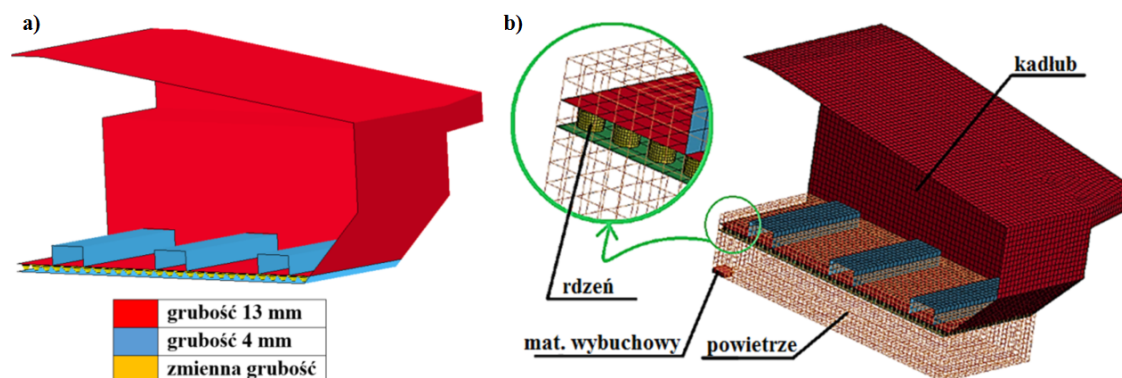 a)
grubość 13 mm
grubość 4 mm
zmienna grubość
b)
kadłub
rdzeń
mat. wybuchowy
powietrze